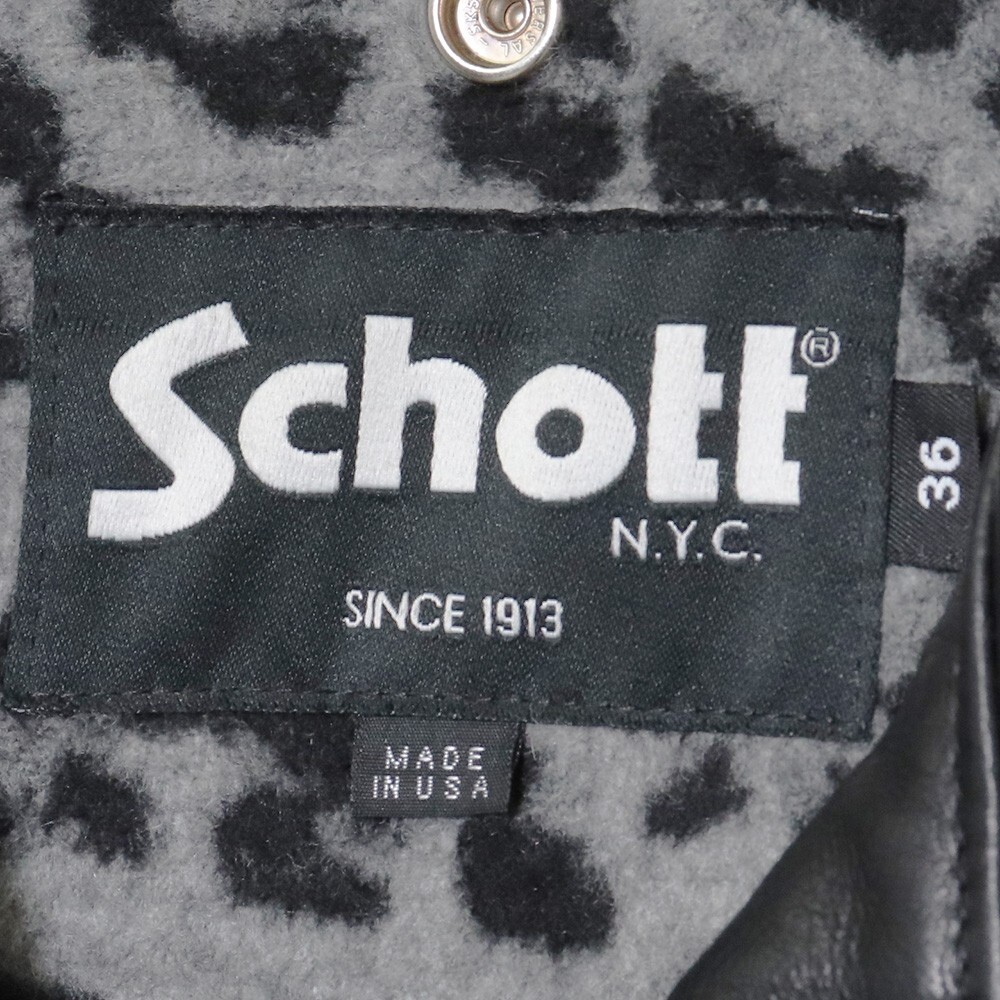 Schott®
N.Y.C.
SINCE 1913
36
MADE
IN USA